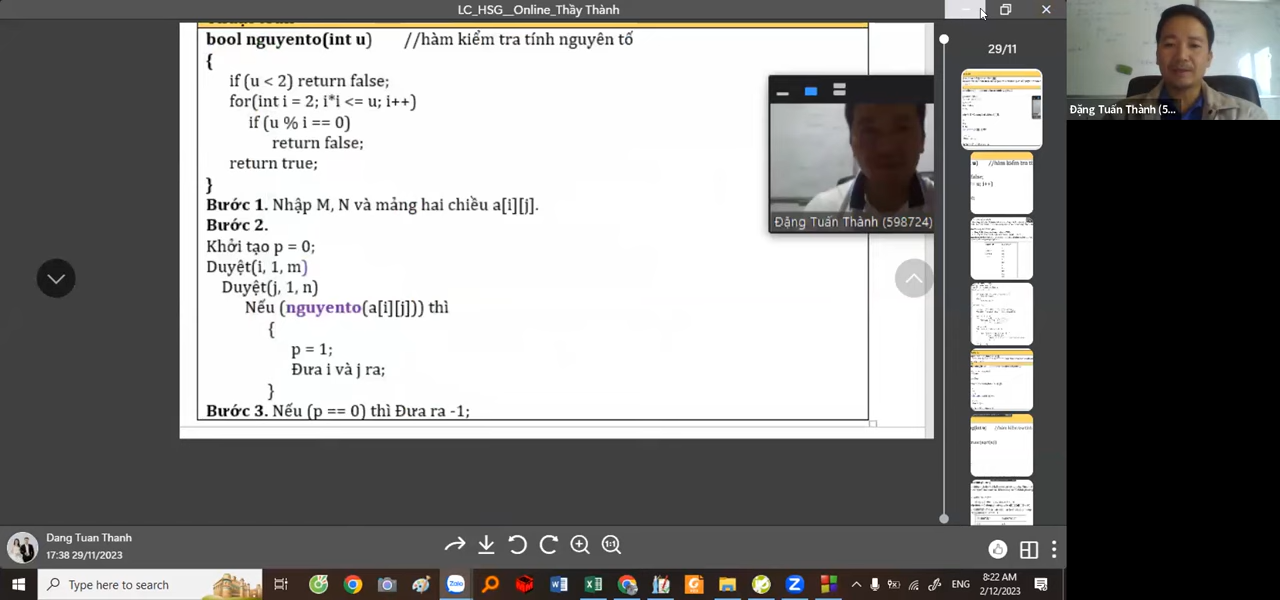 LC_HSG__Online_Thầy Thành
bool nguyento(int u) //hàm kiểm tra tính nguyên tố
{
if (u < 2) return false;
for(int i = 2; i*i <= u; i++)
if (u % i == 0)
return false;
return true;
}
Bước 1. Nhập M, N và mảng hai chiều a[i][j].
Bước 2.
Khởi tạo p = 0;
Duyệt(i, 1, m)
Duyệt(j, 1, n)
Nếu (nguyento(a[i][j])) thì
{
p = 1;
Đưa i và j ra;
}
Bước 3. Nếu (p == 0) thì Đưa ra -1;
Đặng Tuấn Thành (598724)
29/11
Đặng Tuấn Thành (5...
Dang Tuan Thanh
17:38 29/11/2023
1:1
Type here to search
Zalo
ENG
8:22 AM
2/12/2023